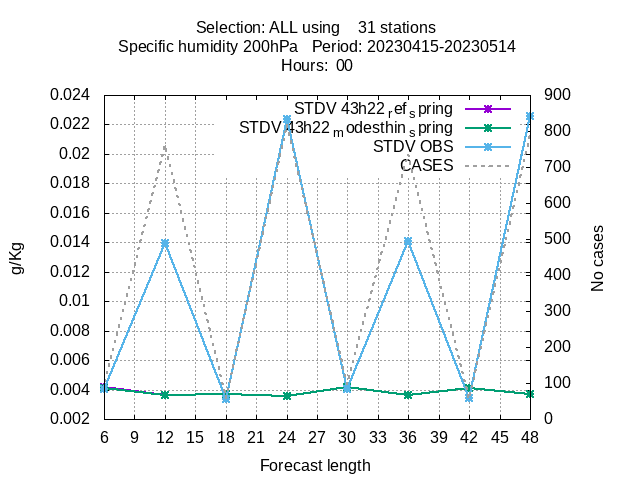 Selection: ALL using    31 stations
Specific humidity 200hPa   Period: 20230415-20230514
Hours:  00
0.024
0.022
0.02
0.018
0.016
0.014
0.012
0.01
0.008
0.006
0.004
0.002
g/Kg
STDV 43h22_ref_spring
STDV 43h22_modesthin_spring
STDV OBS
CASES
900
800
700
600
500
400
300
200
100
0
No cases
6 9 12 15 18 21 24 27 30 33 36 39 42 45 48
Forecast length